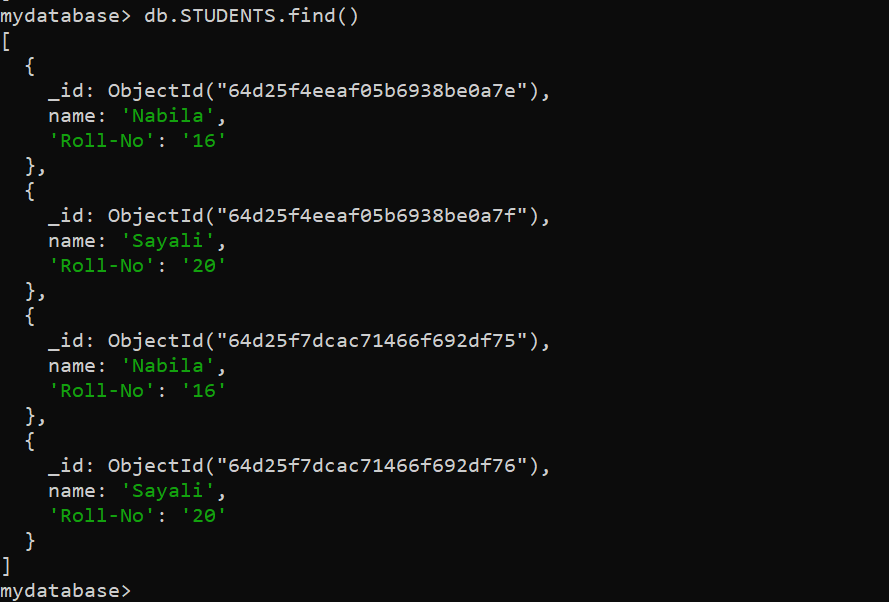 mydatabase> db.STUDENTS.find()
[
  {
    _id: ObjectId("64d25f4eeaf05b6938be0a7e"),
    name: 'Nabila',
    'Roll-No': '16'
  },
  {
    _id: ObjectId("64d25f4eeaf05b6938be0a7f"),
    name: 'Sayali',
    'Roll-No': '20'
  },
  {
    _id: ObjectId("64d25f7dcac71466f692df75"),
    name: 'Nabila',
    'Roll-No': '16'
  },
  {
    _id: ObjectId("64d25f7dcac71466f692df76"),
    name: 'Sayali',
    'Roll-No': '20'
  }
]
mydatabase>